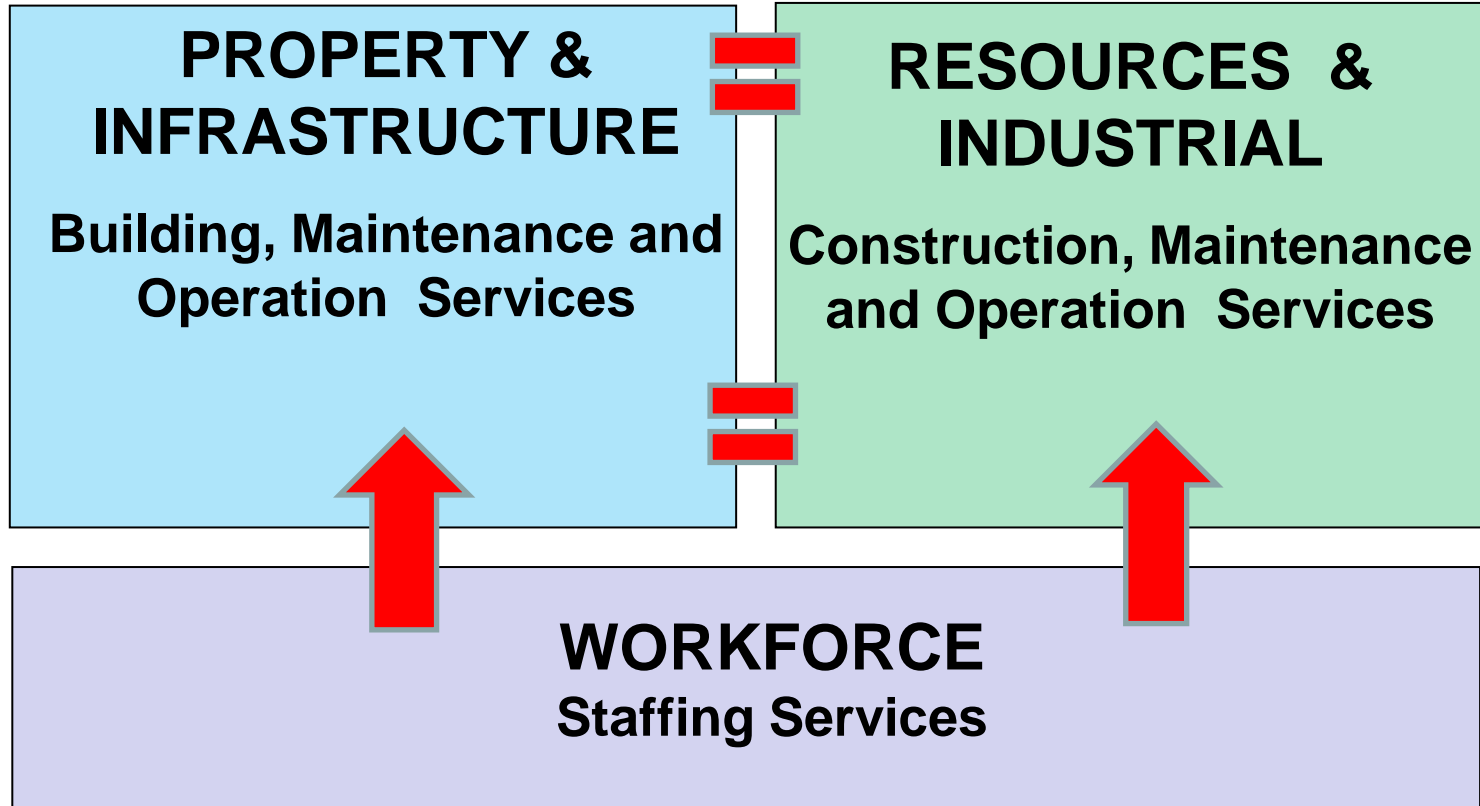 PROPERTY &
INFRASTRUCTURE
Building, Maintenance and
Operation  Services
RESOURCES  &
INDUSTRIAL
Construction, Maintenance
and Operation  Services
WORKFORCE
Staffing Services